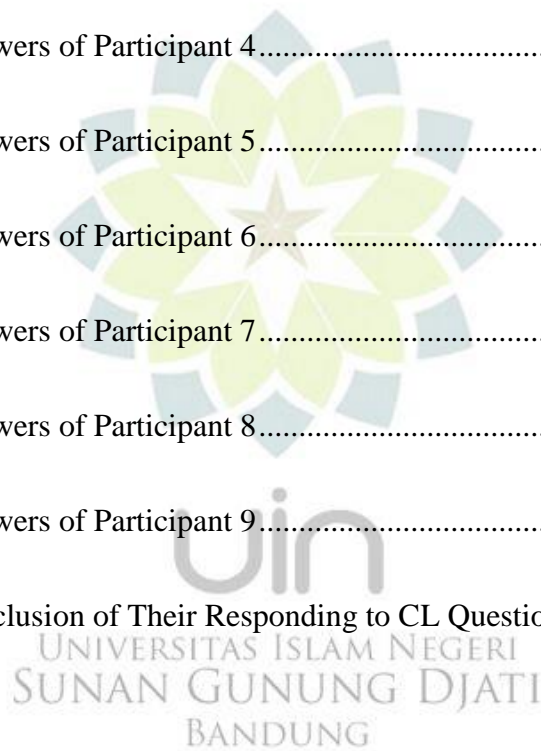 wers of Participant 4...................................
wers of Participant 5...................................
wers of Participant 6...................................
wers of Participant 7...................................
wers of Participant 8...................................
wers of Participant 9...................................
uin
clusion of Their Responding to CL Questio
UNIVERSITAS ISLAM NEGERI
SUNAN GUNUNG DJATI
BANDUNG